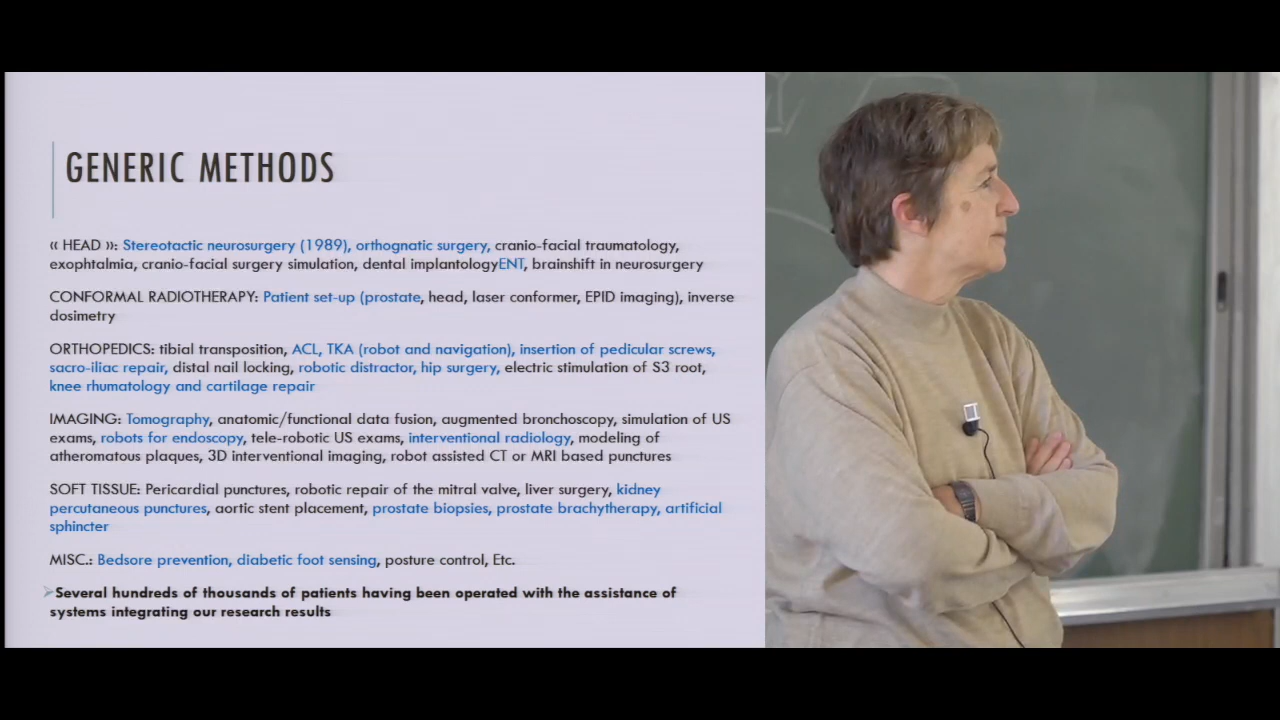 GENERIC METHODS
« HEAD »: Stereotactic neurosurgery (1989), orthognatic surgery, cranio-facial traumatology,
exophtalmia, cranio-facial surgery simulation, dental implantologyENT, brainshift in neurosurgery
CONFORMAL RADIOTHERAPY: Patient set-up (prostate, head, laser conformer, EPID imaging), inverse
dosimetry
ORTHOPEDICS: tibial transposition, ACL, TKA (robot and navigation), insertion of pedicular screws,
sacro-iliac repair, distal nail locking, robotic distractor, hip surgery, electric stimulation of S3 root,
knee rhumatology and cartilage repair
IMAGING: Tomography, anatomic/functional data fusion, augmented bronchoscopy, simulation of US
exams, robots for endoscopy, tele-robotic US exams, interventional radiology, modeling of
atheromatous plaques, 3D interventional imaging, robot assisted CT or MRI based punctures
SOFT TISSUE: Pericardial punctures, robotic repair of the mitral valve, liver surgery, kidney
percutaneous punctures, aortic stent placement, prostate biopsies, prostate brachytherapy, artificial
sphincter
MISC.: Bedsore prevention, diabetic foot sensing, posture control, Etc.
Several hundreds of thousands of patients having been operated with the assistance of
systems integrating our research results